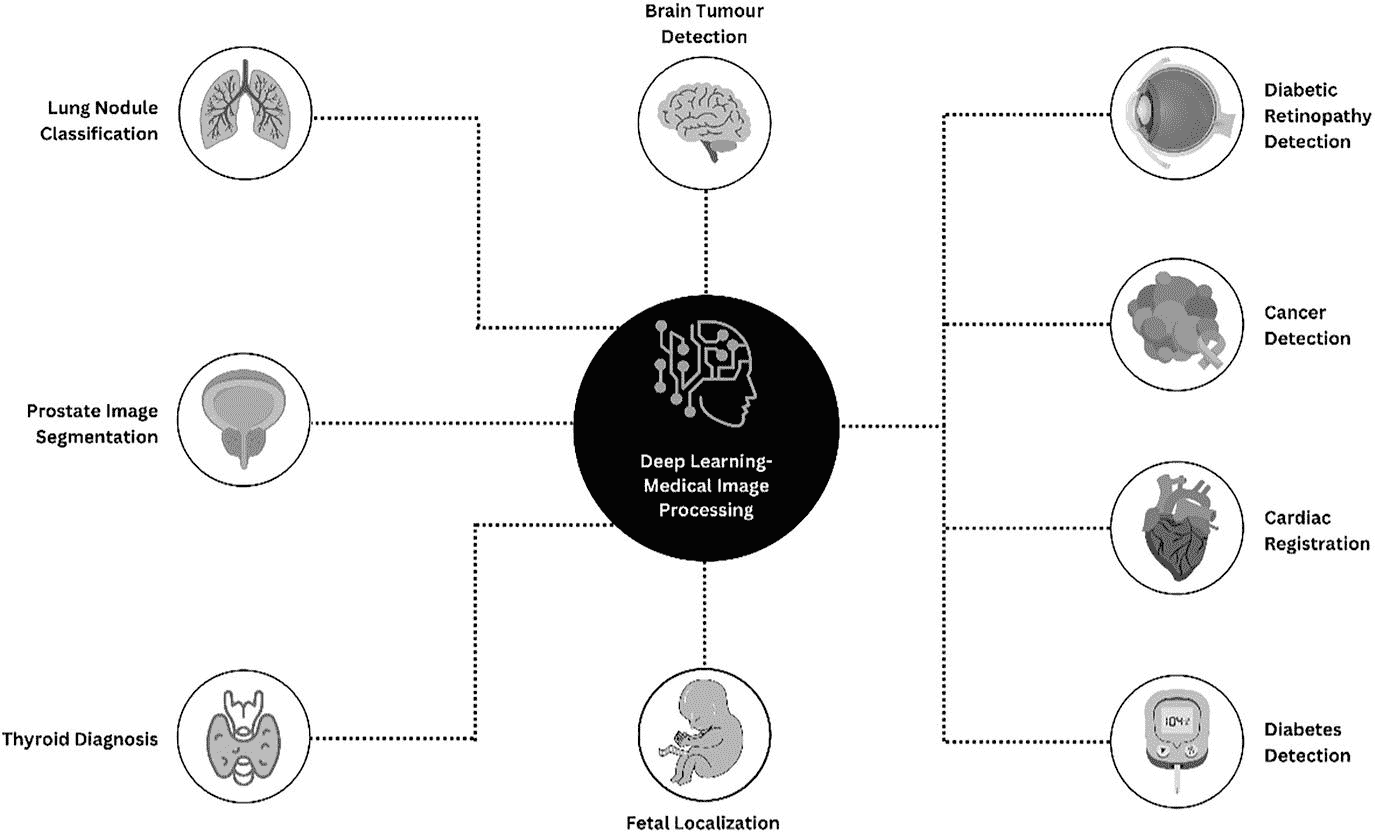 Brain Tumour
Detection
Lung Nodule
Classification
Diabetic
Retinopathy
Detection
Cancer
Detection
Prostate Image
Segmentation
Deep Learning-
Medical Image
Processing
Cardiac
Registration
Thyroid Diagnosis
104
Diabetes
Detection
Fetal Localization